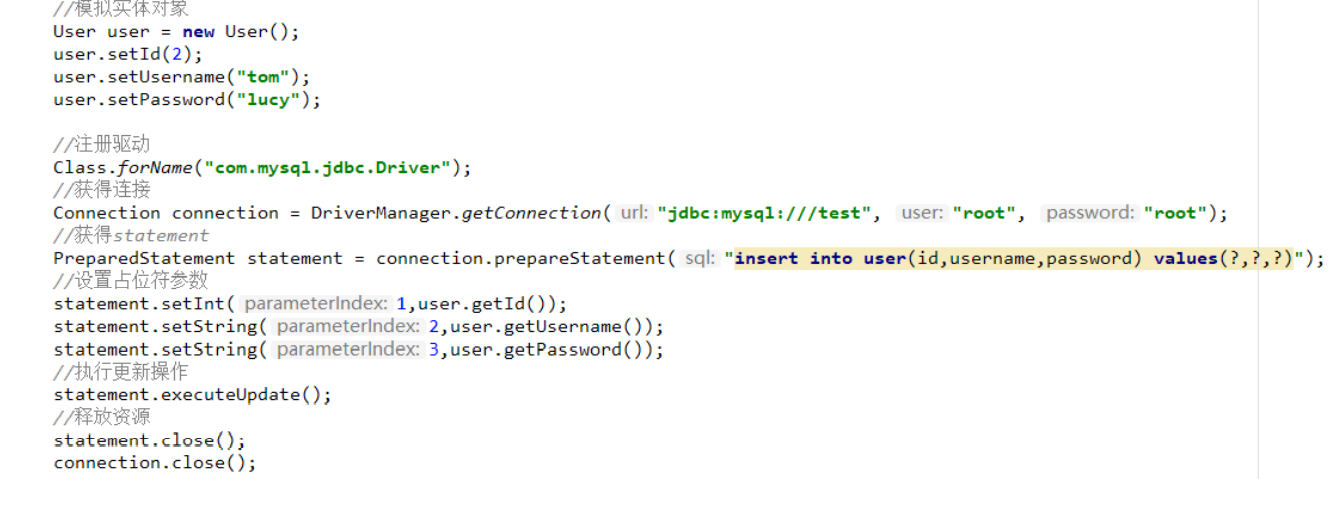 //模拟实体对象
User user = new User();
user.setId(2);
user.setUsername("tom");
user.setPassword("lucy");
//注册驱动
Class.forName("com.mysql.jdbc.Driver");
//获得连接
Connection connection = DriverManager.getConnection( url: "jdbc:mysql:///test", user: "root", password: "root");
//获得statement
PreparedStatement statement = connection.prepareStatement( sql: "insert into user(id,username,password) values(?,?,?)");
//设置占位符参数
statement.setInt( parameterIndex: 1,user.getId());
statement.setString( parameterIndex: 2,user.getUsername());
statement.setString( parameterIndex: 3,user.getPassword());
//执行更新操作
statement.executeUpdate();
//释放资源
statement.close();
connection.close();